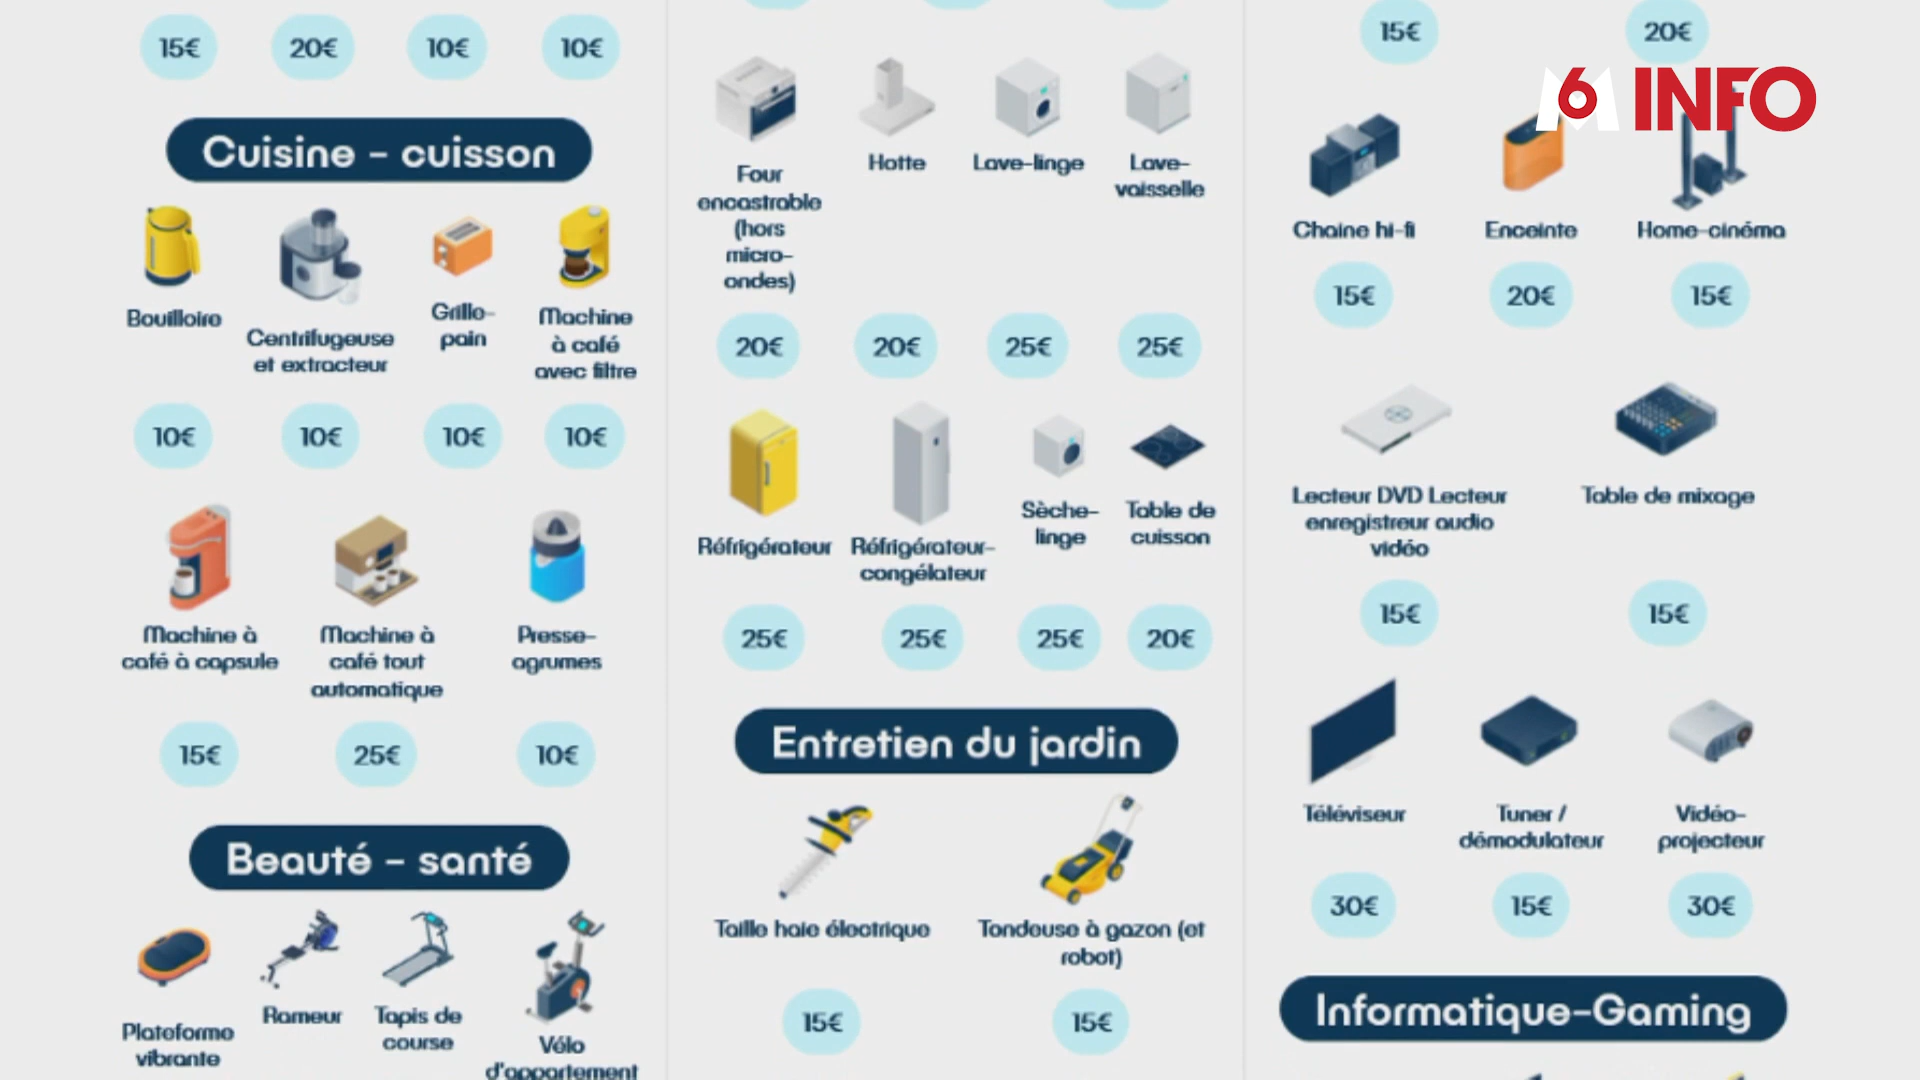 15€ 20€ 10€ 10€
Cuisine - cuisson
Bouilloire
Centrifugeuse
et extracteur
Grille-
pain
Machine
à café
avec filtre
10€ 10€ 10€ 10€
Machine à
café à capsule
Machine à
café tout
automatique
Presse-
agrumes
15€ 25€ 10€
Beauté - santé
Plateforme
vibrante
Rameur
Tapis de
course
Vélo
d'appartement
Four
encastrable
(hors
micro-
ondes)
Hotte
Lave-linge
Lave-
vaisselle
20€ 20€ 25€ 25€
Réfrigérateur
Réfrigérateur-
congélateur
Sèche-
linge
Table de
cuisson
25€ 25€ 25€ 20€
Entretien du jardin
Taille haie électrique
Tondeuse à gazon (et
robot)
15€ 15€
15€ 20€
M6 INFO
Chaine hi-fi
Enceinte
Home-cinéma
15€ 20€ 15€
Lecteur DVD Lecteur
enregistreur audio
vidéo
Table de mixage
15€ 15€
Téléviseur
Tuner /
démodulateur
Vidéo-
projecteur
30€ 15€ 30€
Informatique-Gaming